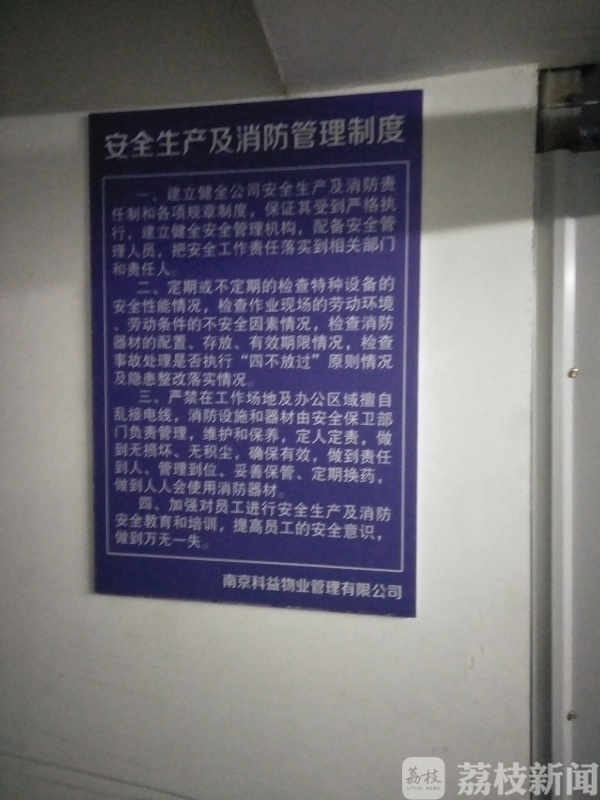 安全生产及消防管理制度
一、建立健全公司安全生产及消防责
任制和各项规章制度，保证其受到严格执
行，建立健全安全管理机构，配备安全管
理人员，把安全工作责任落实到相关部门
和责任人。
二、定期或不定期的检查特种设备的
安全性能情况，检查作业现场的劳动环境
、劳动条件的不安全因素情况，检查消防
器材的配置、存放、有效期限情况，检查
事故处理是否执行“四不放过”原则情况
及隐患整改落实情况。
三、严禁在工作场地及办公区域擅自
乱接电线，消防设施和器材由安全保卫部
门负责管理，维护和保养，定人定责，做
到无损坏、无积尘，确保有效，做到责任
到人、管理到位、妥善保管、定期换药，
做到人人会使用消防器材。
四、加强对员工进行安全生产及消防
安全教育和培训，提高员工的安全意识，
做到万无一失。
南京科益物业管理有限公司
荔枝
LITCHI NEWS
荔枝新闻